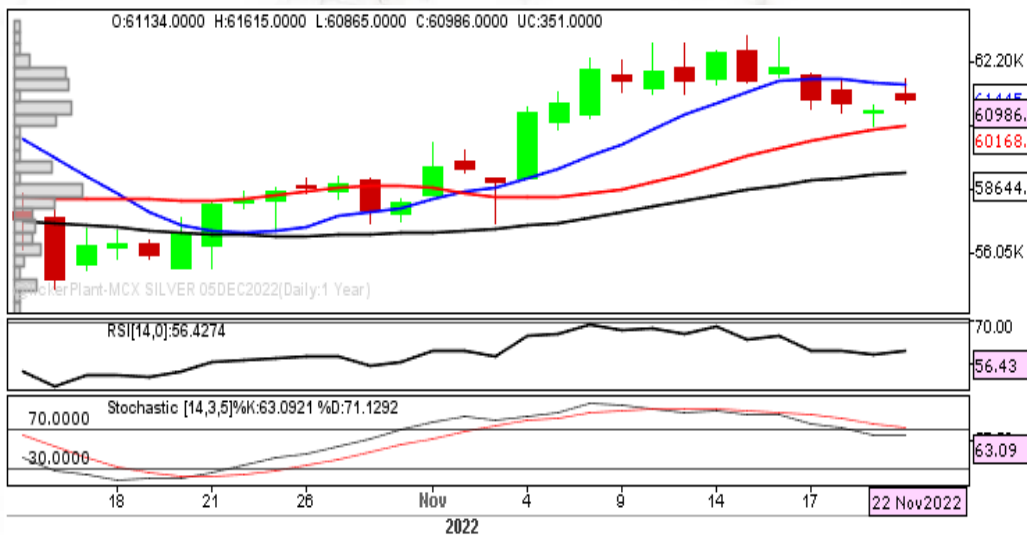 O:61134.0000 H:61615.0000 L:60865.0000 C:60986.0000 UC:351.0000
62.20K
60986.
60168.
58644.
56.05K
TickerPlant-MCX SILVER 05DEC2022(Daily:1 Year)
RSI[14,0]:56.4274
70.00
56.43
Stochastic [14,3,5]%K:63.0921 %D:71.1292
70.0000
30.0000
63.09
18 21 26 Nov 4 9 14 17 22 Nov2022
2022